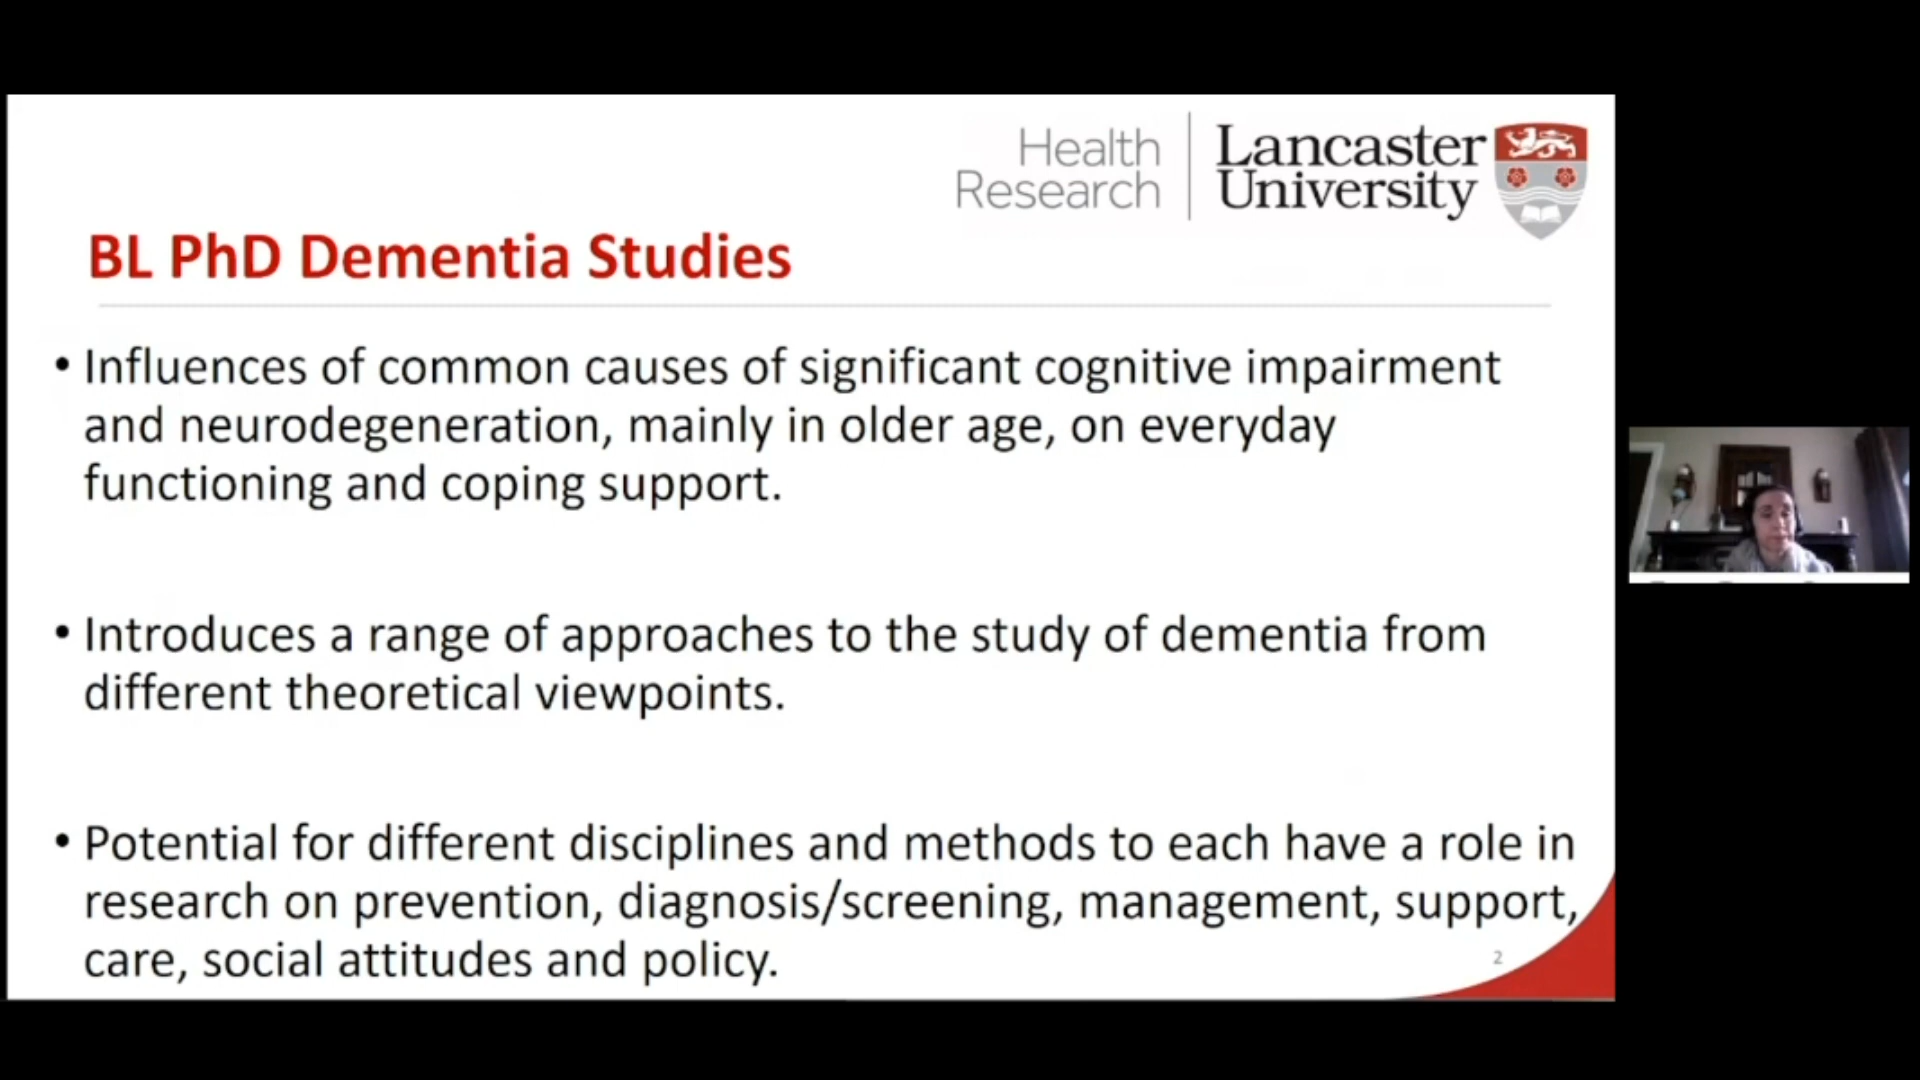 Health
Research
Lancaster
University
BL PhD Dementia Studies
• Influences of common causes of significant cognitive impairment
and neurodegeneration, mainly in older age, on everyday
functioning and coping support.
• Introduces a range of approaches to the study of dementia from
different theoretical viewpoints.
• Potential for different disciplines and methods to each have a role in
research on prevention, diagnosis/screening, management, support,
care, social attitudes and policy.
2